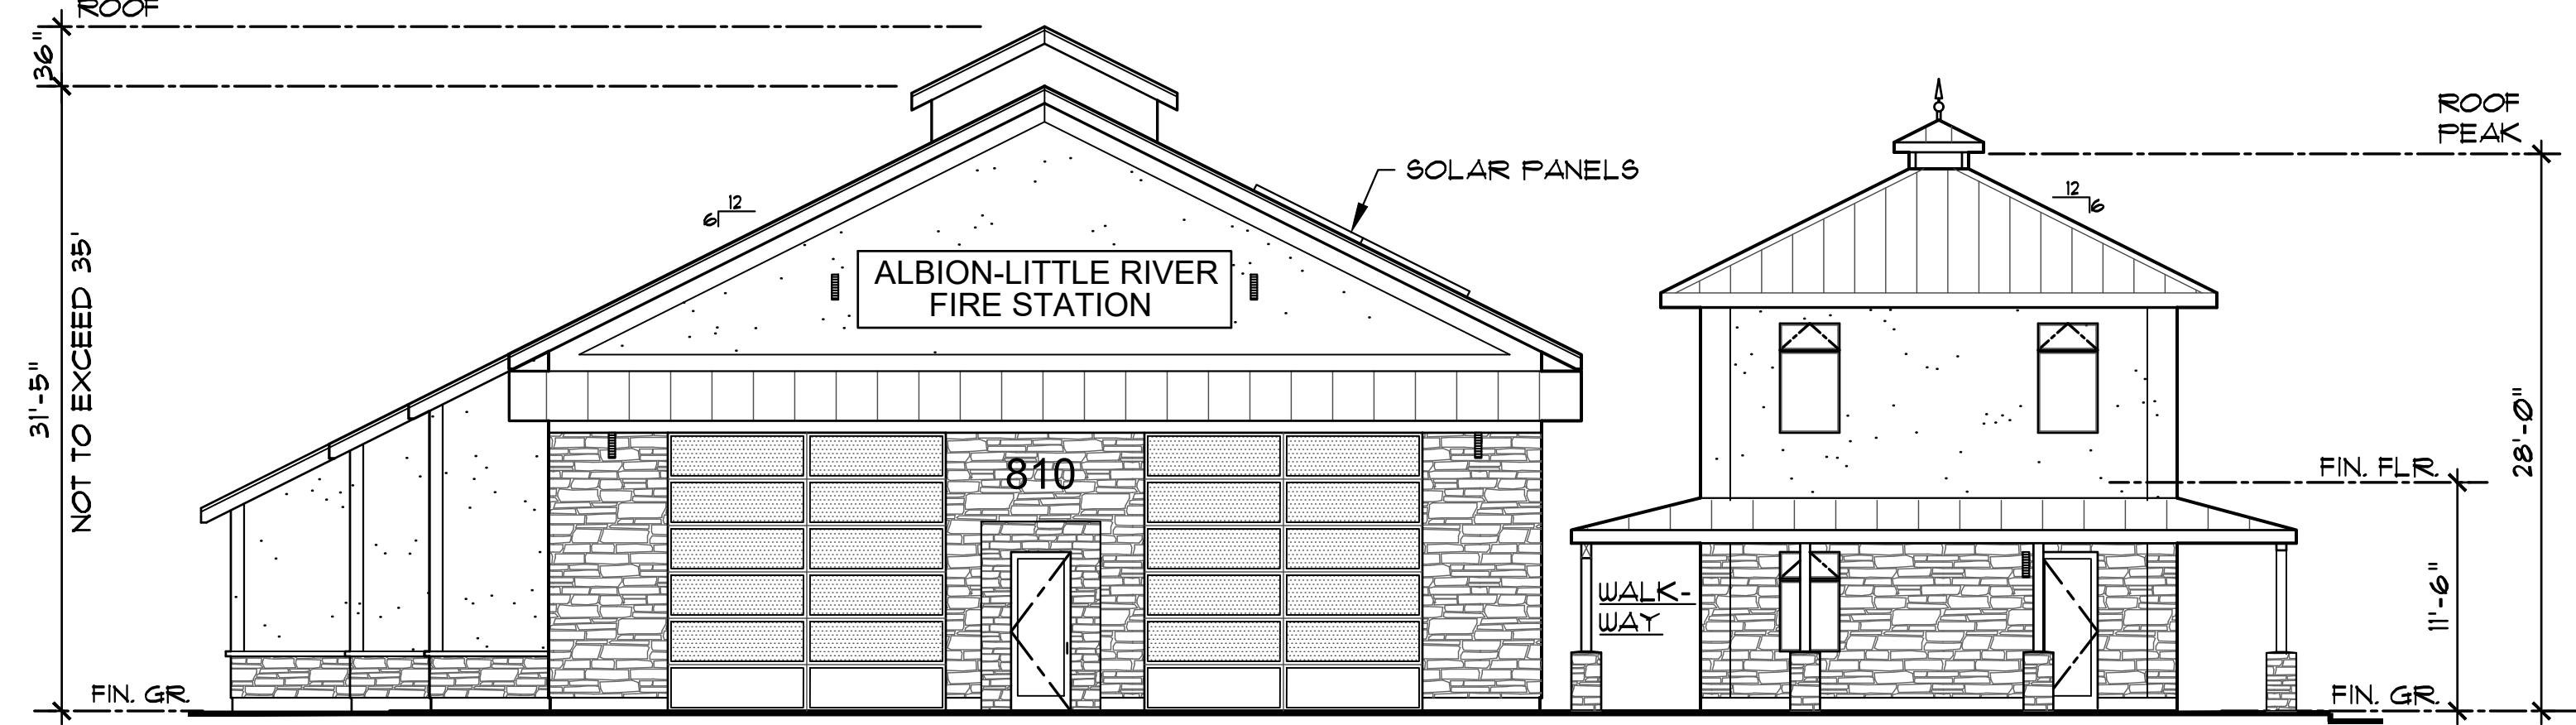 ROOF
36"
31'-5"
NOT TO EXCEED 35'
FIN. GR.
12
6
ALBION-LITTLE RIVER
FIRE STATION
810
SOLAR PANELS
ROOF
PEAK
12
6
FIN. FLR.
28'-0"
11'-6"
WALK-
WAY
FIN. GR.